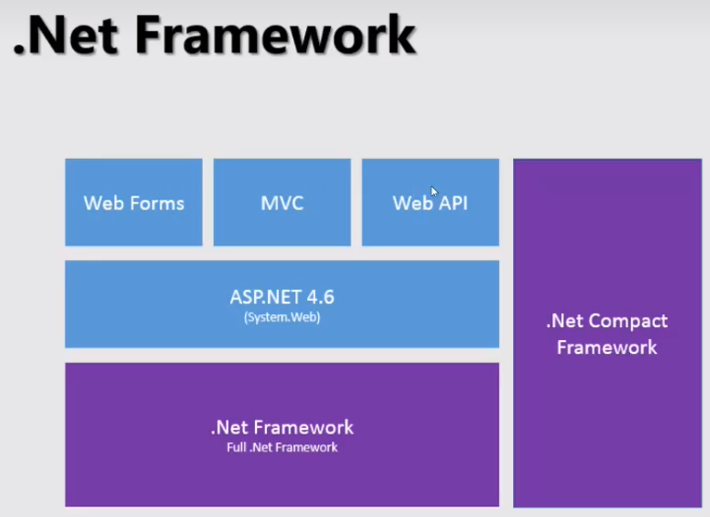 .Net Framework
Web Forms
MVC
Web API
ASP.NET 4.6
(System.Web)
.Net Compact
Framework
.Net Framework
Full .Net Framework